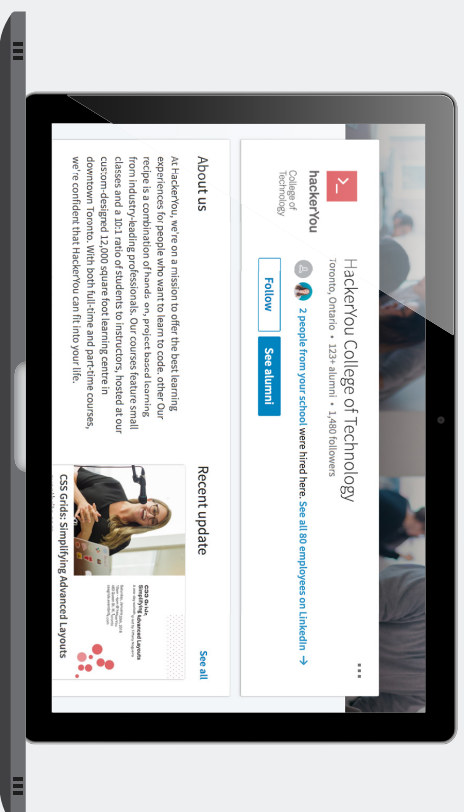 >_
hackerYou
College of
Technology
HackerYou College of Technology
Toronto, Ontario • 123+ alumni • 1,480 followers
2 people from your school were hired here. See all 80 employees on LinkedIn →
Follow
See alumni
About us
At HackerYou, we're on a mission to offer the best learning
experiences for people who want to learn to code. other Our
recipe is a combination of hands-on, project based learning
from industry-leading professionals. Our courses feature small
classes and a 10:1 ratio of students to instructors, hosted at our
custom-designed 12,000 square foot learning centre in
downtown Toronto. With both full-time and part-time courses,
we're confident that HackerYou can fit into your life.
Recent update
See all
CSS Grids:
Simplifying Advanced Layouts
CSS Grids: Simplifying Advanced Layouts